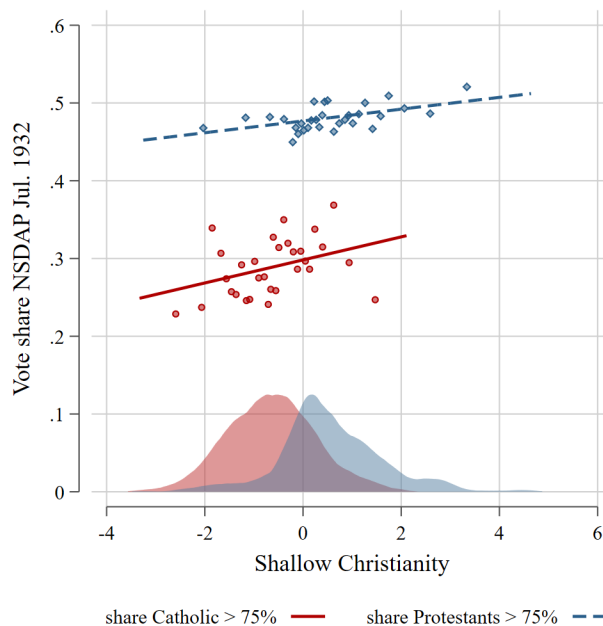 .6
.5
.4
.3
.2
.1
0
Vote share NSDAP Jul. 1932
-4 -2 0 2 4 6
Shallow Christianity
share Catholic > 75% share Protestants > 75%